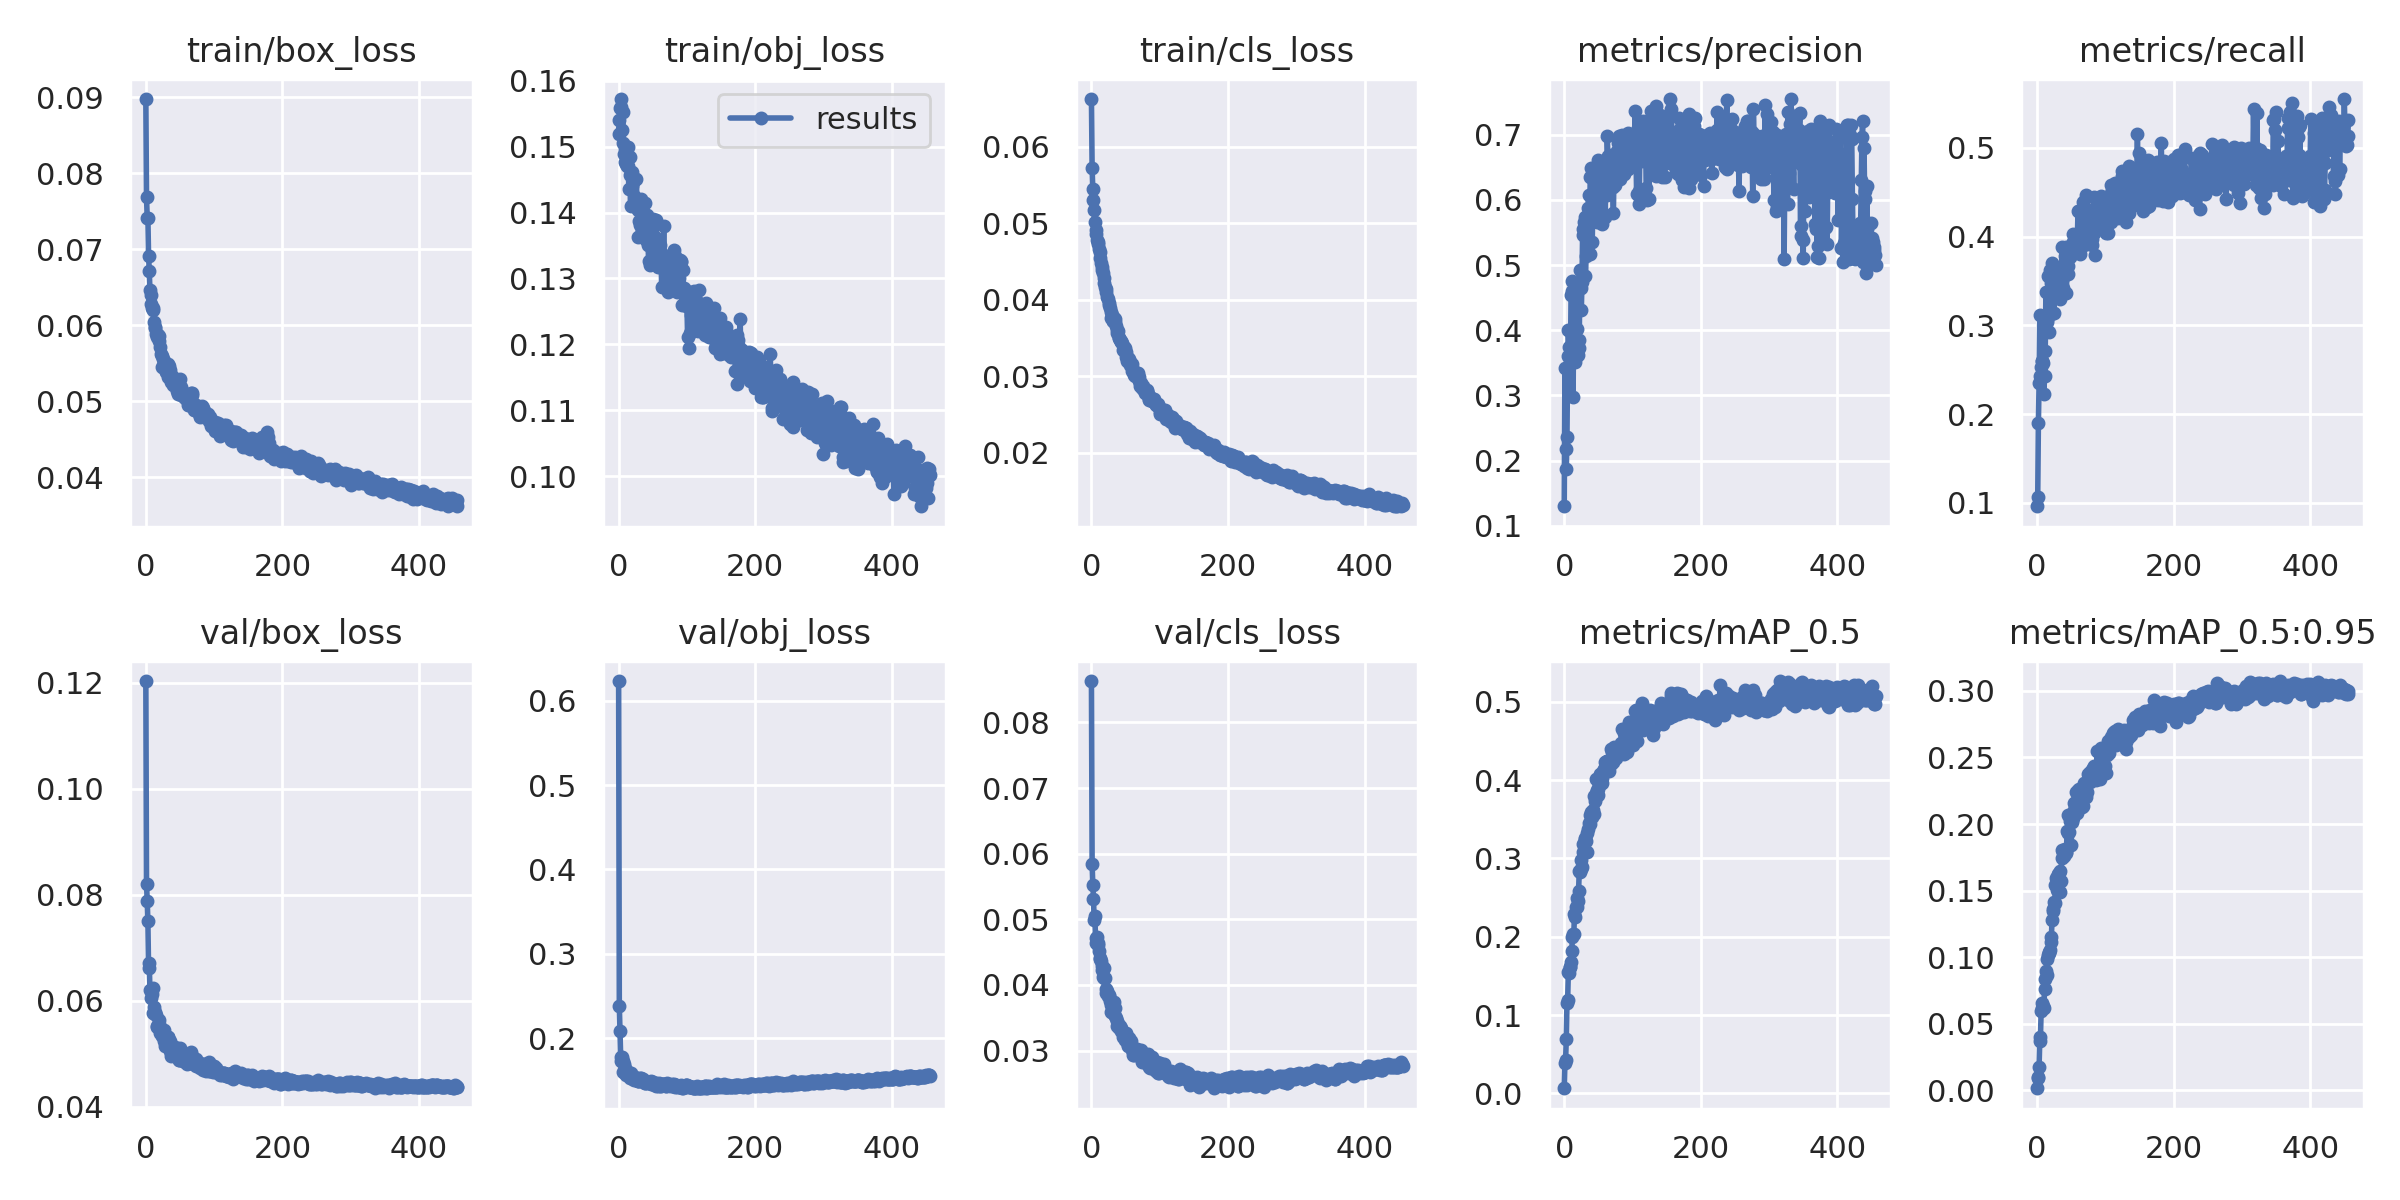 train/box_loss
0.09
0.08
0.07
0.06
0.05
0.04
0 200 400
train/obj_loss
results
0.16
0.15
0.14
0.13
0.12
0.11
0.10
0 200 400
train/cls_loss
0.06
0.05
0.04
0.03
0.02
0 200 400
metrics/precision
0.7
0.6
0.5
0.4
0.3
0.2
0.1
0 200 400
metrics/recall
0.5
0.4
0.3
0.2
0.1
0 200 400
val/box_loss
0.12
0.10
0.08
0.06
0.04
0 200 400
val/obj_loss
0.6
0.5
0.4
0.3
0.2
0 200 400
val/cls_loss
0.08
0.07
0.06
0.05
0.04
0.03
0 200 400
metrics/mAP_0.5
0.5
0.4
0.3
0.2
0.1
0.0
0 200 400
metrics/mAP_0.5:0.95
0.30
0.25
0.20
0.15
0.10
0.05
0.00
0 200 400